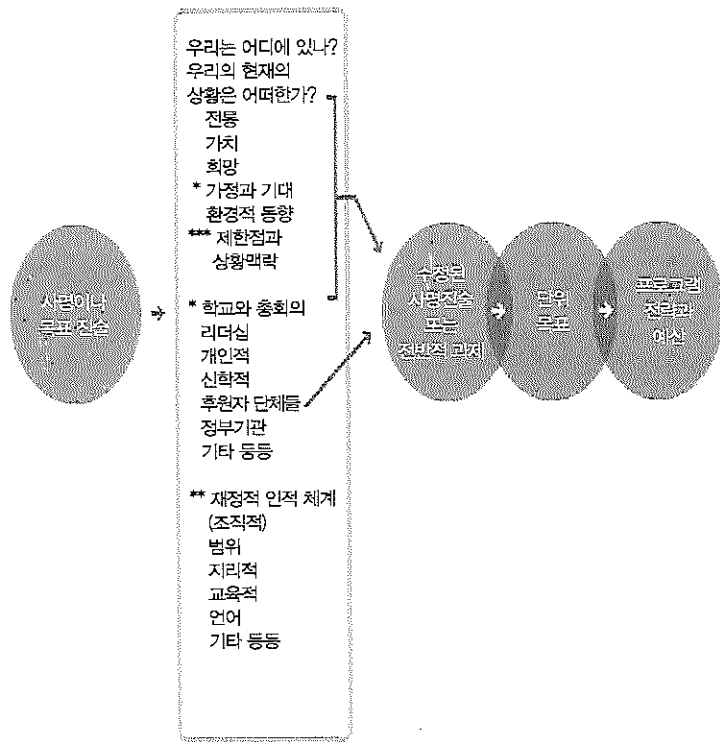 우리는 어디에 있나?
우리의 현재의
상황은 어떠한가?
전통
가치
희망
* 가정과 기대
환경적 동향
*** 제한점과
상황맥락
* 학교와 총회의
리더십
개인적
신학적
후원자 단체들
정부기관
기타 등등
** 재정적 인적 체계
(조직적)
범위
지리적
교육적
언어
기타 등등
사명이나
목표 진술
수정된
사명진술
또는
전반적 과제
단위
목표
프로그램
전략과
예산